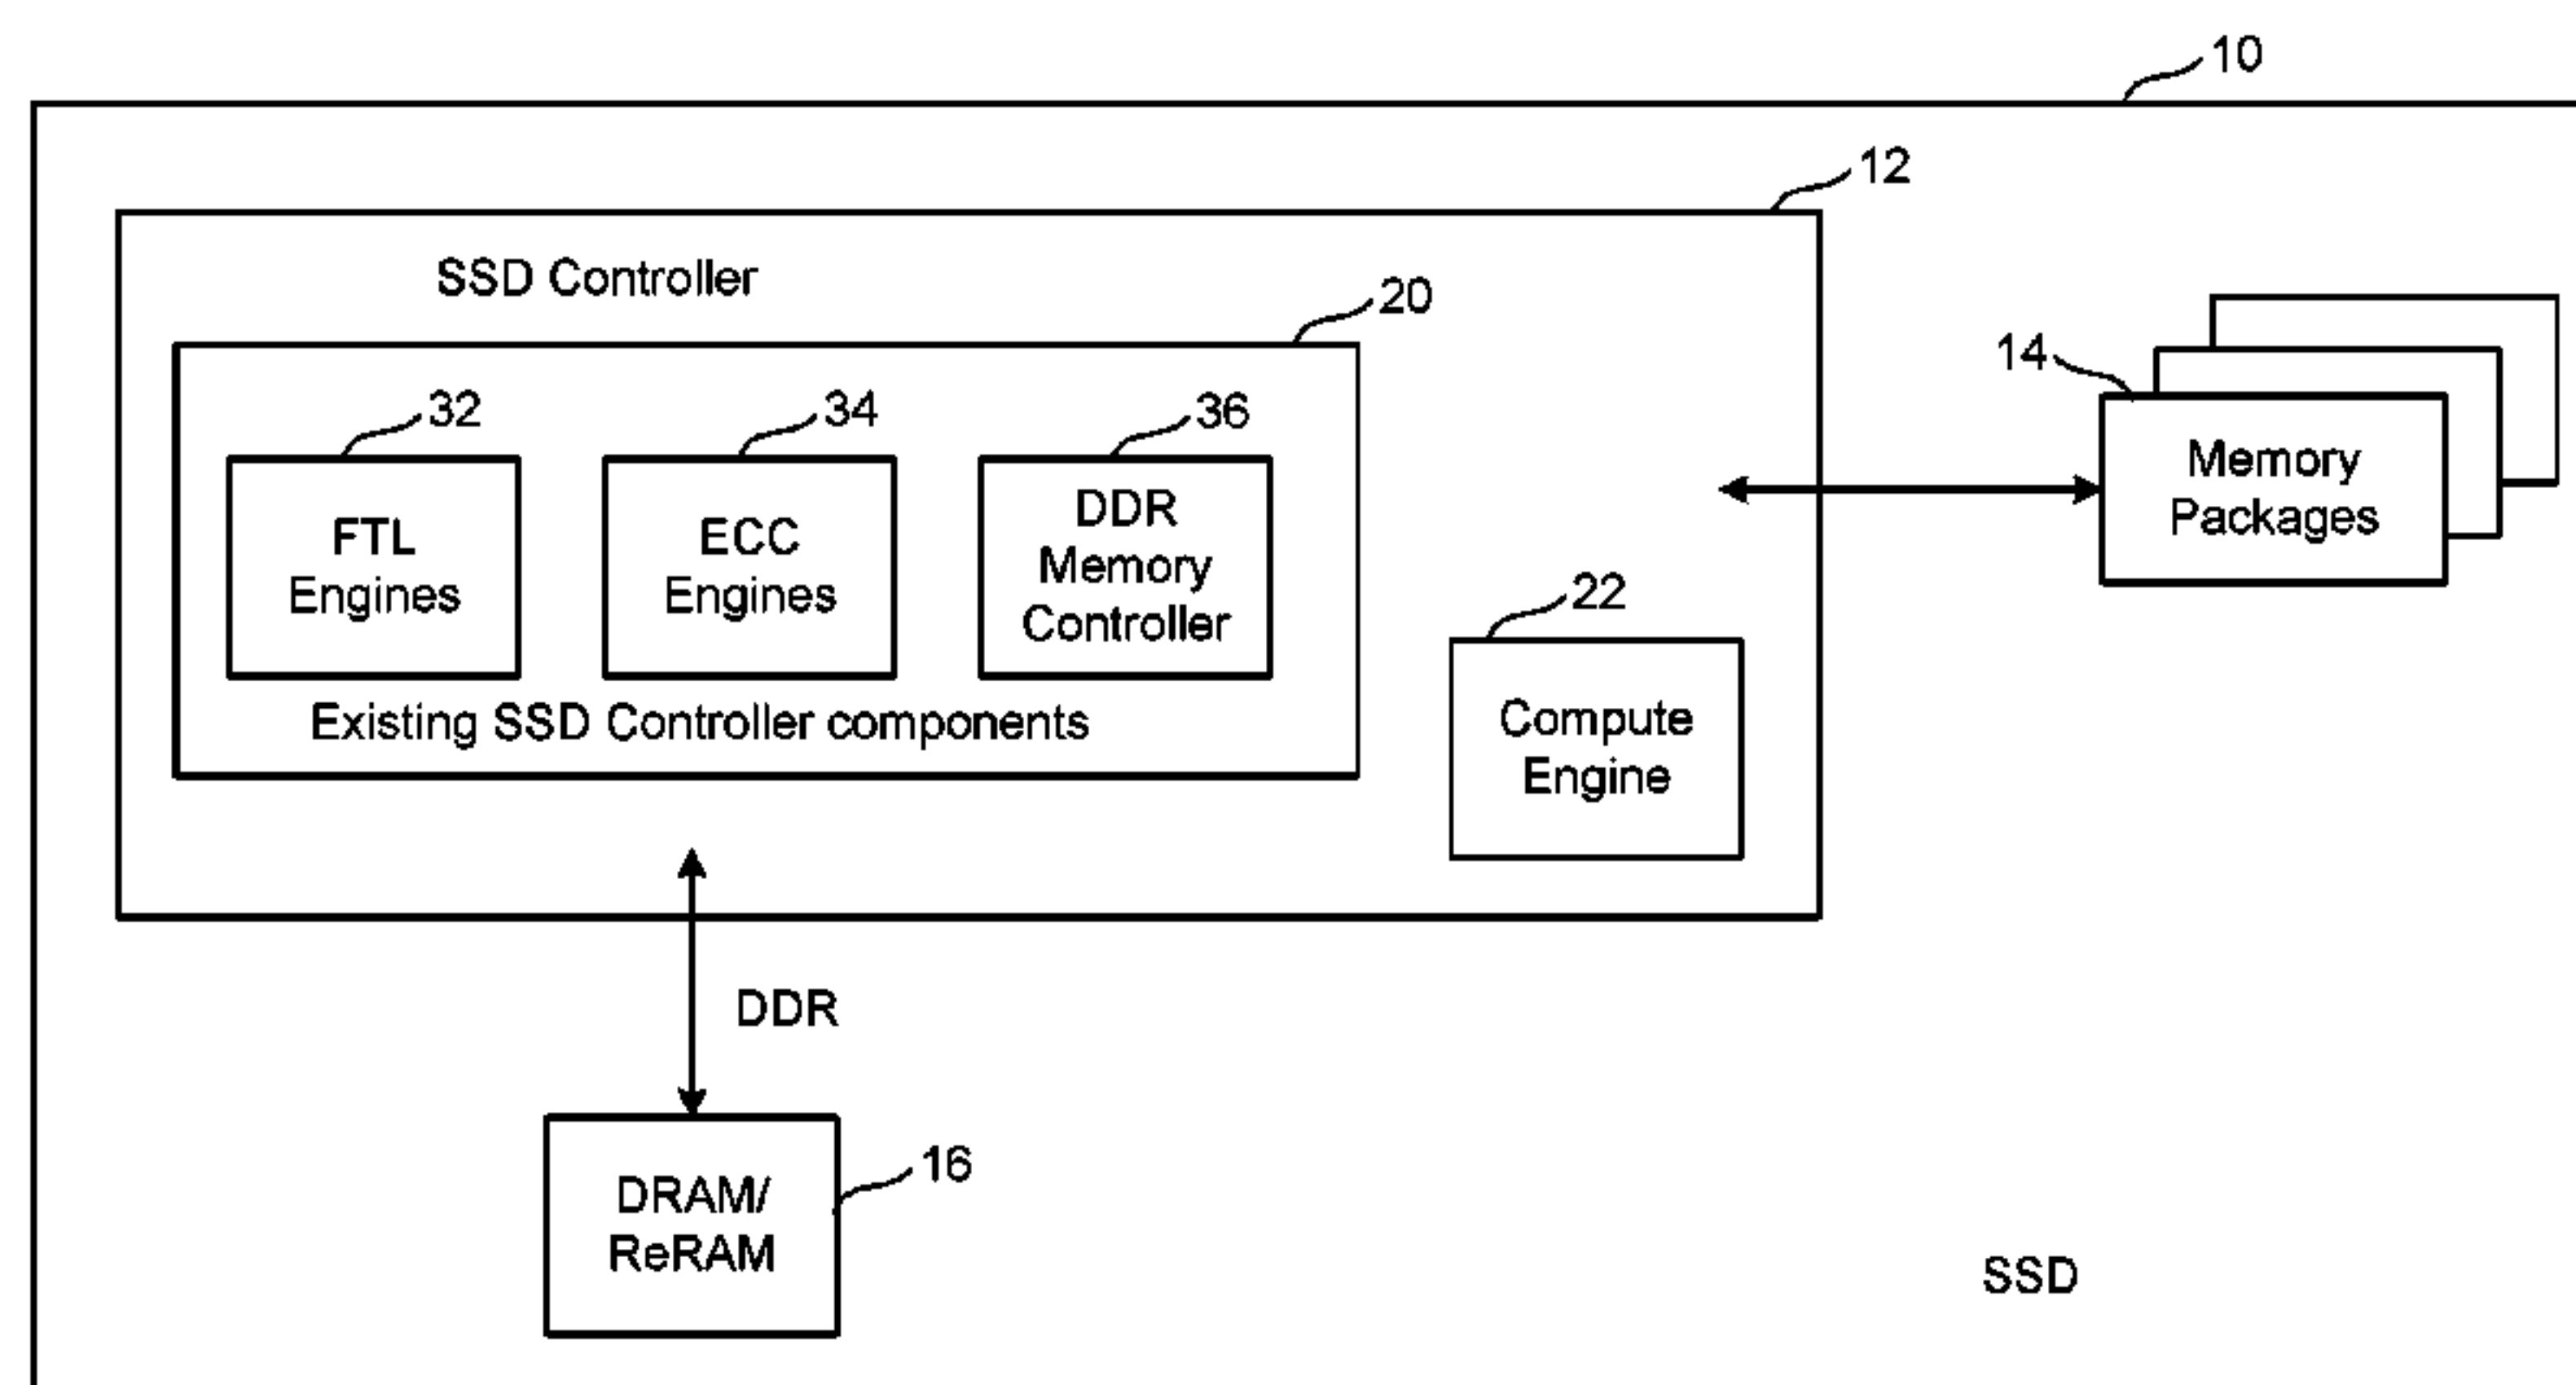 10
12
SSD Controller
20
14
32
34
36
Memory
Packages
FTL
Engines
ECC
Engines
DDR
Memory
Controller
22
Existing SSD Controller components
Compute
Engine
DDR
16
DRAM/
ReRAM
SSD